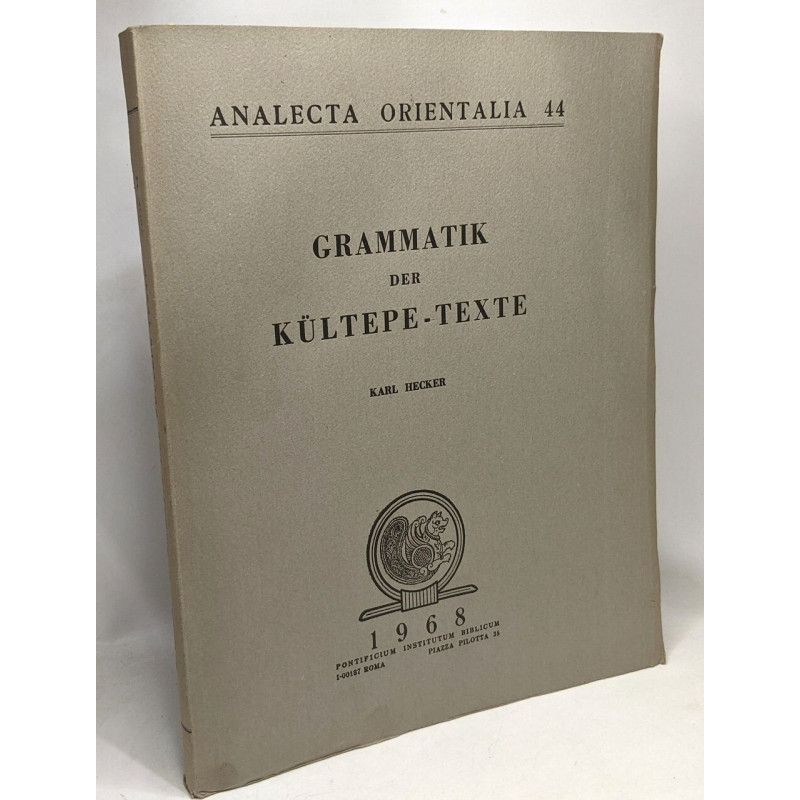 ANALECTA ORIENTALIA 44
GRAMMATIK
DER
KÜLTEPE-TEXTE
KARL HECKER
1968
PONTIFICIUM INSTITUTUM BIBLICUM
I-00187 ROMA PIAZZA PILOTTA 35